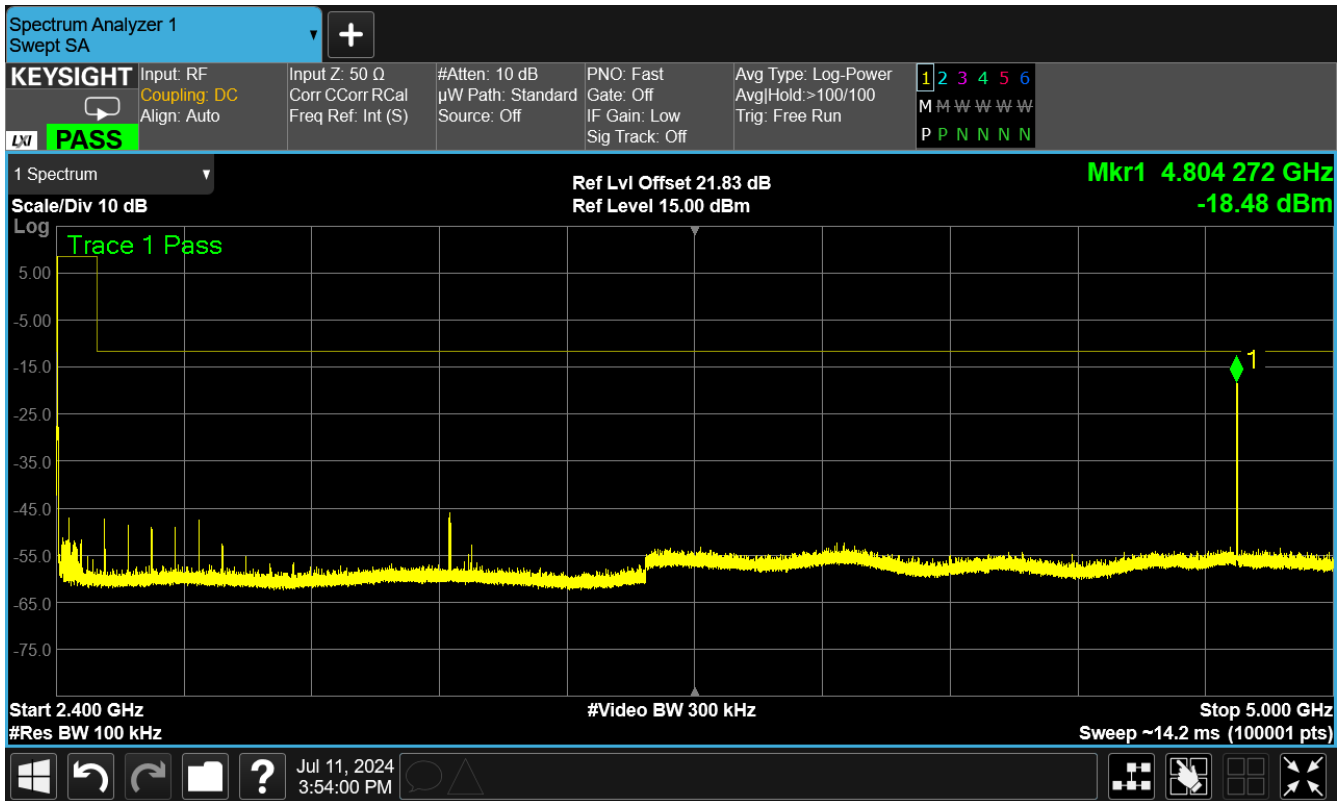 Spectrum Analyzer 1
Swept SA
KEYSIGHT
LXI PASS
Input: RF
Coupling: DC
Align: Auto
Input Z: 50 Ω
Corr CCorr RCal
Freq Ref: Int (S)
#Atten: 10 dB
µW Path: Standard
Source: Off
PNO: Fast
Gate: Off
IF Gain: Low
Sig Track: Off
Avg Type: Log-Power
Avg|Hold:>100/100
Trig: Free Run
1 2 3 4 5 6
M M W W W W
P P N N N N
1 Spectrum
Scale/Div 10 dB
Log
Ref Lvl Offset 21.83 dB
Ref Level 15.00 dBm
Mkr1 4.804 272 GHz
-18.48 dBm
Trace 1 Pass
5.00
-5.00
-15.0
1
-25.0
-35.0
-45.0
-55.0
-65.0
-75.0
Start 2.400 GHz
#Res BW 100 kHz
#Video BW 300 kHz
Stop 5.000 GHz
Sweep ~14.2 ms (100001 pts)
?
Jul 11, 2024
3:54:00 PM